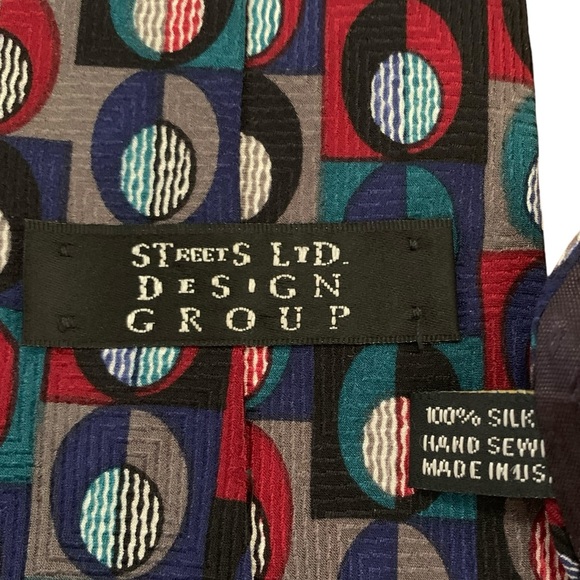 STREETS LTD.
DESIGN
GROUP
100% SILK
HAND SEWN
MADE IN U.S.